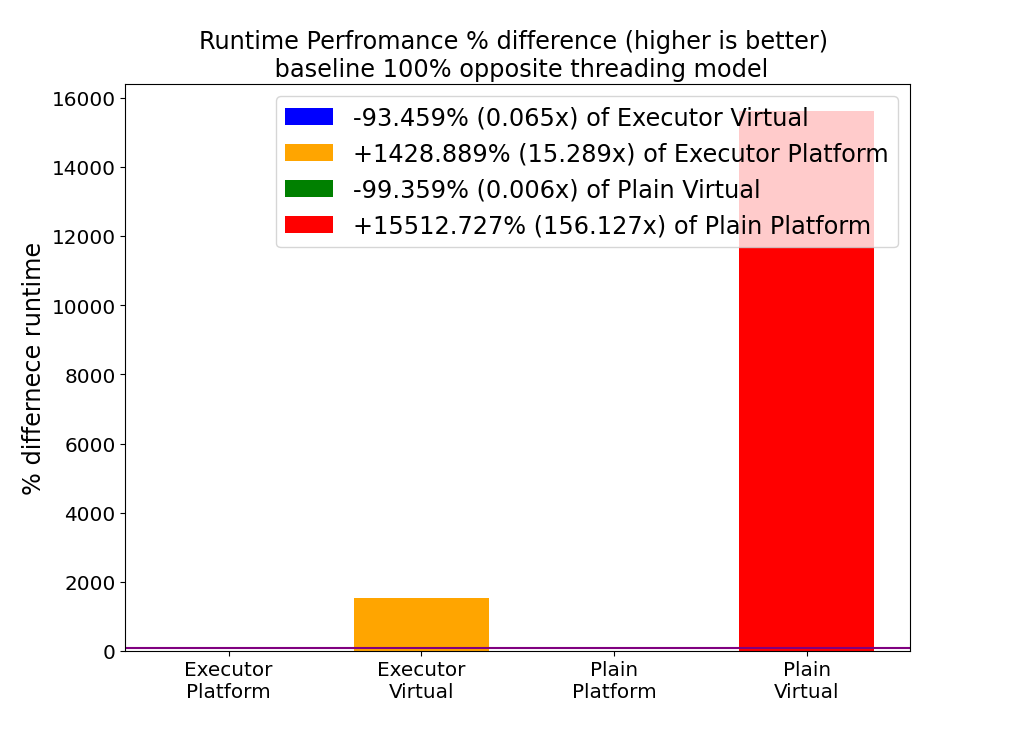 Runtime Perfromance % difference (higher is better)
baseline 100% opposite threading model
-93.459% (0.065x) of Executor Virtual
+1428.889% (15.289x) of Executor Platform
-99.359% (0.006x) of Plain Virtual
+15512.727% (156.127x) of Plain Platform
% differnece runtime
16000
14000
12000
10000
8000
6000
4000
2000
0
Executor
Platform
Executor
Virtual
Plain
Platform
Plain
Virtual